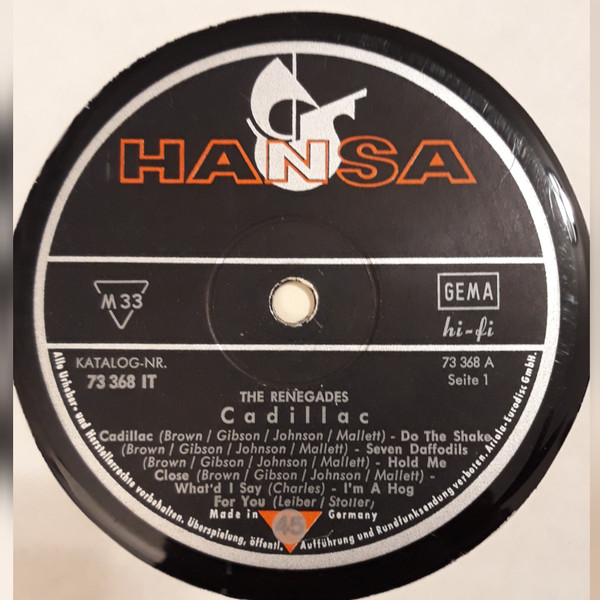 HANSA
M 33
GEMA
hi-fi
KATALOG-NR.
73 368 IT
73 368 A
Seite 1
THE RENEGADES
Cadillac
Cadillac (Brown / Gibson / Johnson / Mallett) - Do The Shake
(Brown / Gibson / Johnson / Mallett) - Seven Daffodils
(Brown / Gibson / Johnson / Mallett) - Hold Me
Close (Brown / Gibson / Johnson / Mallett) -
What'd I Say (Charles) - I'm A Hog
For You (Leiber / Stoller)
Made in Germany
45
Alle Urheber- und Herstellerrechte vorbehalten. Überspielung, öffentl. Aufführung und Rundfunksendung verboten. Ariola-Eurodisc GmbH.